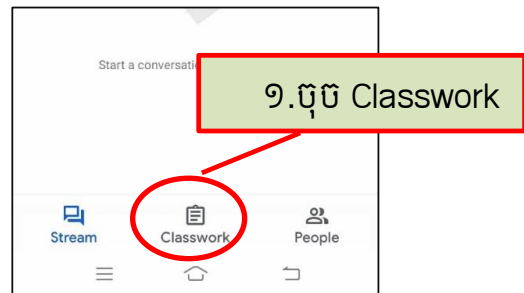 Start a conversati
១.ចុច Classwork
Stream
Classwork
People